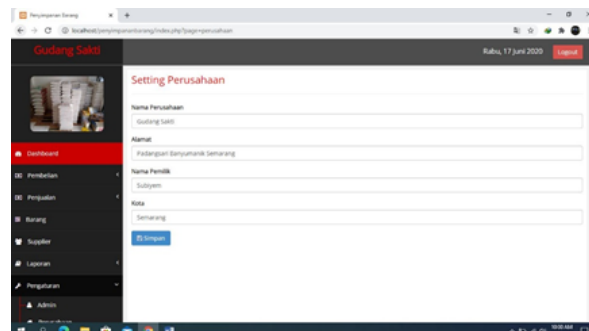 Penyimpanan Barang
localhost/penyimpananbarang/index.php?page=perusahaan
Gudang Sakti
Rabu, 17 Juni 2020
Logout
Setting Perusahaan
Nama Perusahaan
Gudang Sakti
Alamat
Padangsari Banyumanik Semarang
Nama Pemilik
Subiyem
Kota
Semarang
Simpan
Dashboard
Pembelian
Penjualan
Barang
Supplier
Laporan
Pengaturan
Admin
Perusahaan